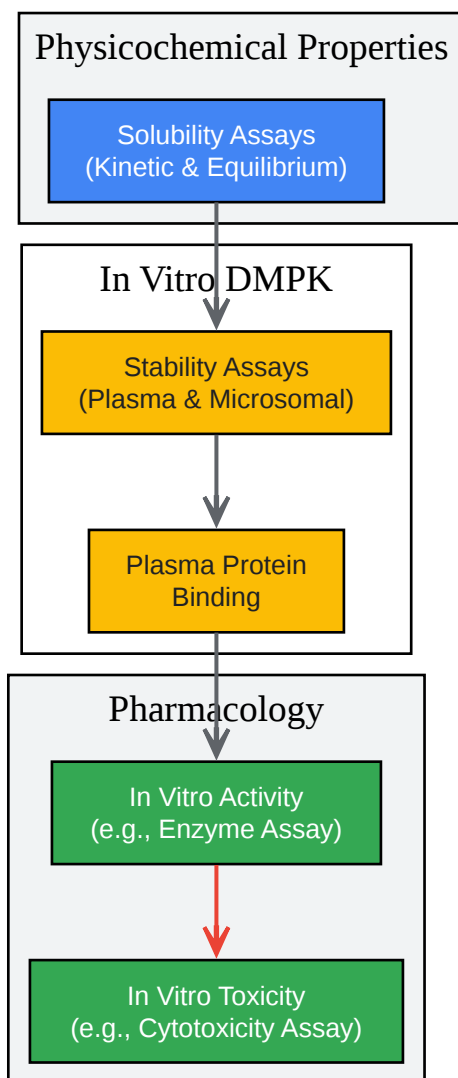 Physicochemical Properties
Solubility Assays
(Kinetic & Equilibrium)
In Vitro DMPK
Stability Assays
(Plasma & Microsomal)
Plasma Protein
Binding
Pharmacology
In Vitro Activity
(e.g., Enzyme Assay)
In Vitro Toxicity
(e.g., Cytotoxicity Assay)